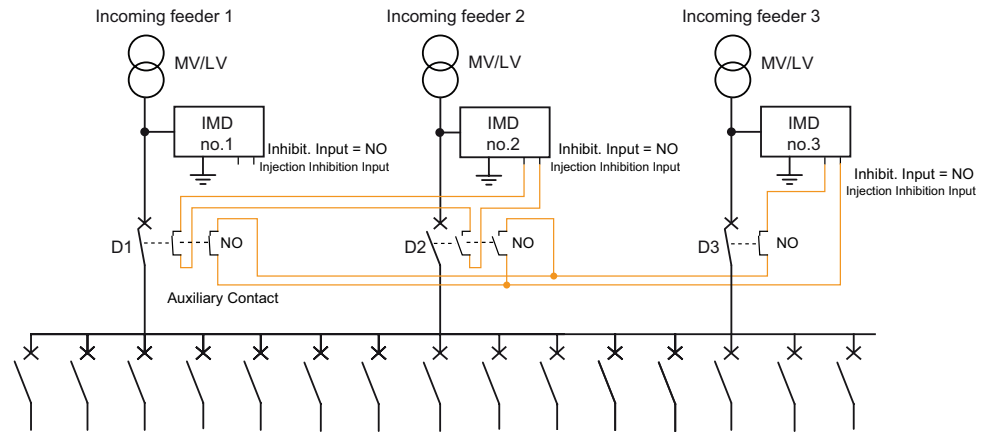 Incoming feeder 1
Incoming feeder 2
Incoming feeder 3
MV/LV
MV/LV
MV/LV
IMD
no.1
Inhibit. Input = NO
Injection Inhibition Input
IMD
no.2
Inhibit. Input = NO
Injection Inhibition Input
IMD
no.3
Inhibit. Input = NO
Injection Inhibition Input
D1
NO
D2
NO
D3
NO
Auxiliary Contact